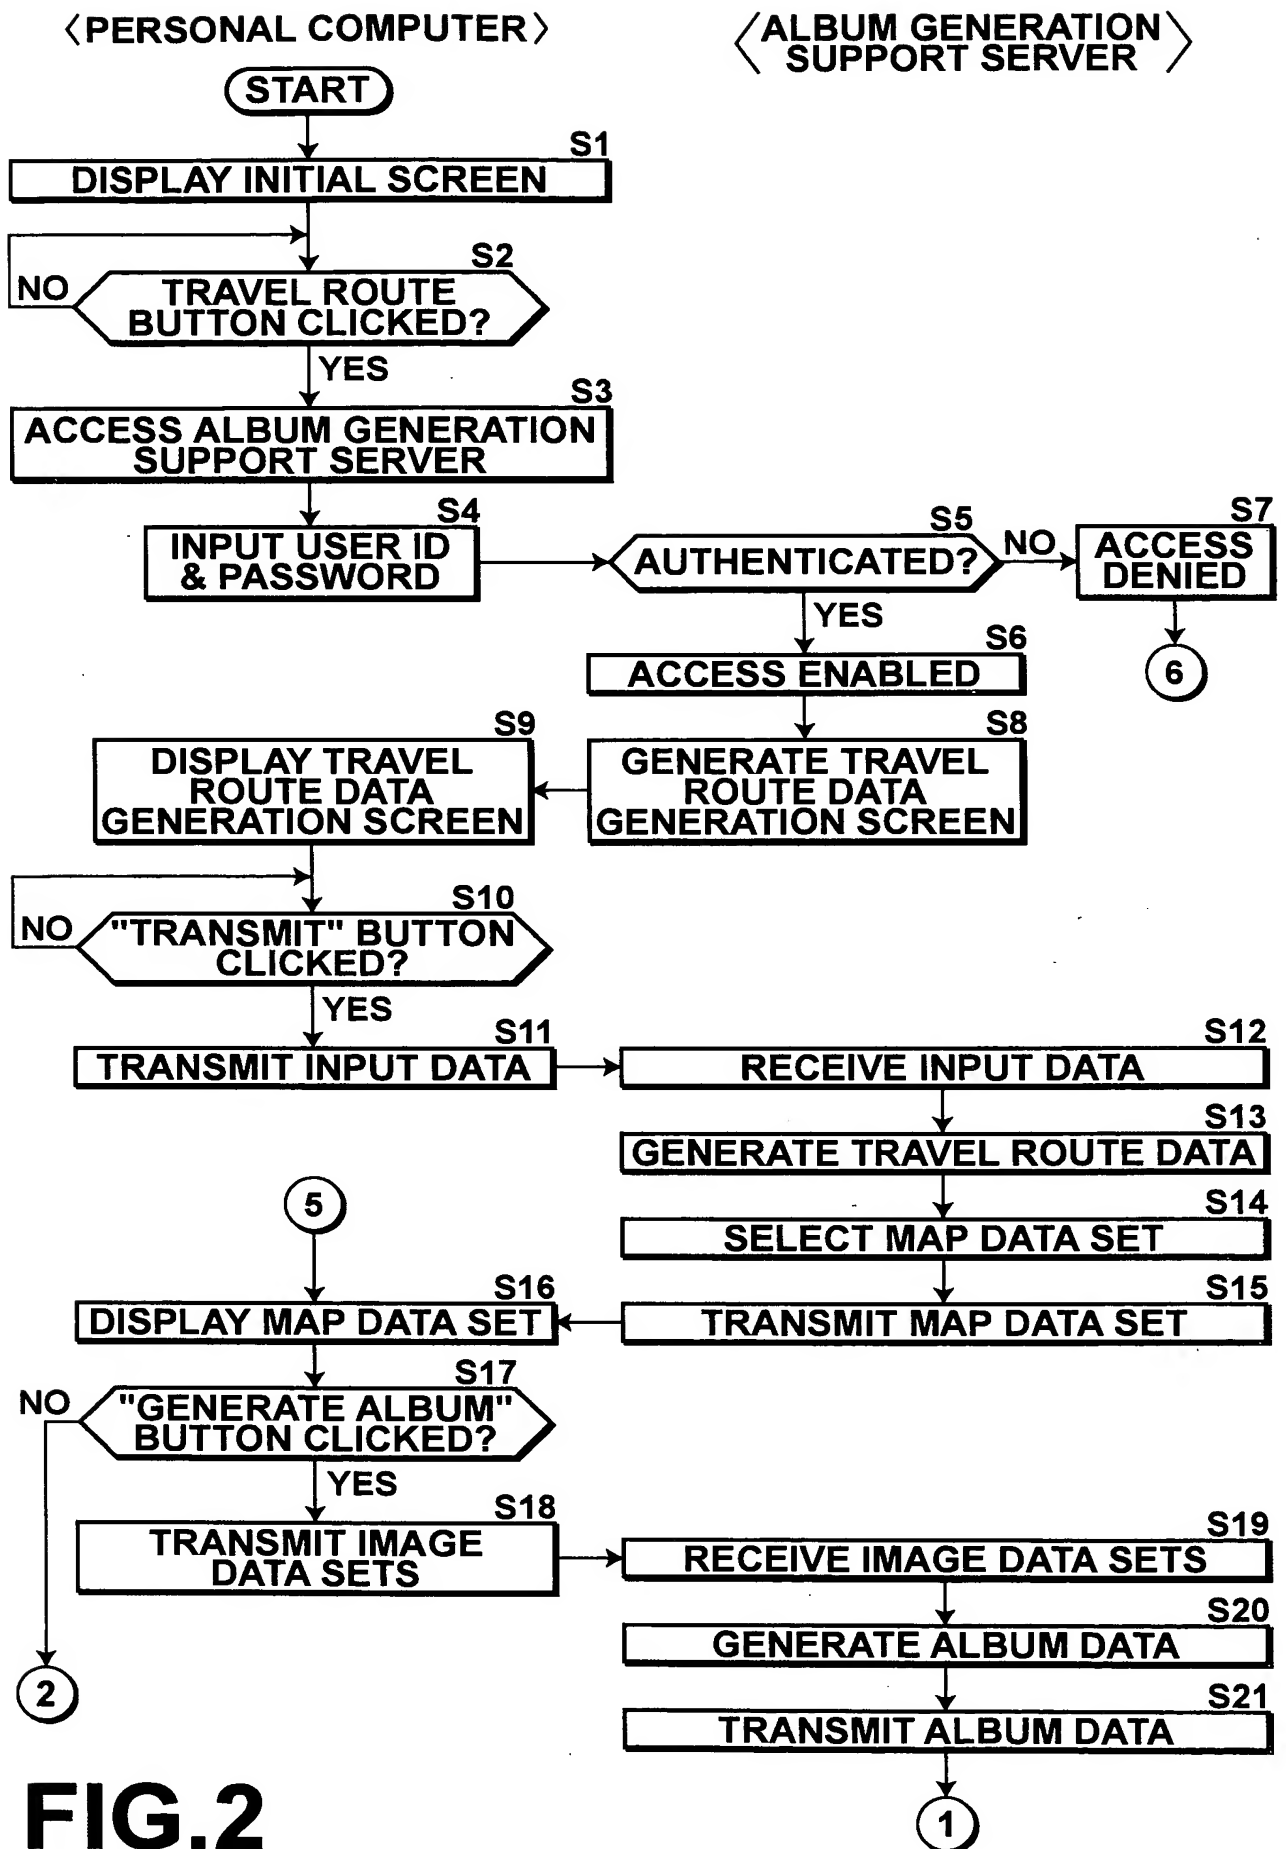 〈PERSONAL COMPUTER〉
〈ALBUM GENERATION
SUPPORT SERVER〉
START
S1
DISPLAY INITIAL SCREEN
S2
NO
TRAVEL ROUTE
BUTTON CLICKED?
YES
S3
ACCESS ALBUM GENERATION
SUPPORT SERVER
S4
INPUT USER ID
& PASSWORD
S5
AUTHENTICATED?
NO
S7
ACCESS
DENIED
YES
6
S6
ACCESS ENABLED
S8
GENERATE TRAVEL
ROUTE DATA
GENERATION SCREEN
S9
DISPLAY TRAVEL
ROUTE DATA
GENERATION SCREEN
S10
NO
"TRANSMIT" BUTTON
CLICKED?
YES
S11
TRANSMIT INPUT DATA
S12
RECEIVE INPUT DATA
S13
GENERATE TRAVEL ROUTE DATA
S14
SELECT MAP DATA SET
S15
TRANSMIT MAP DATA SET
5
S16
DISPLAY MAP DATA SET
S17
NO
"GENERATE ALBUM"
BUTTON CLICKED?
YES
2
S18
TRANSMIT IMAGE
DATA SETS
S19
RECEIVE IMAGE DATA SETS
S20
GENERATE ALBUM DATA
S21
TRANSMIT ALBUM DATA
1
FIG.2